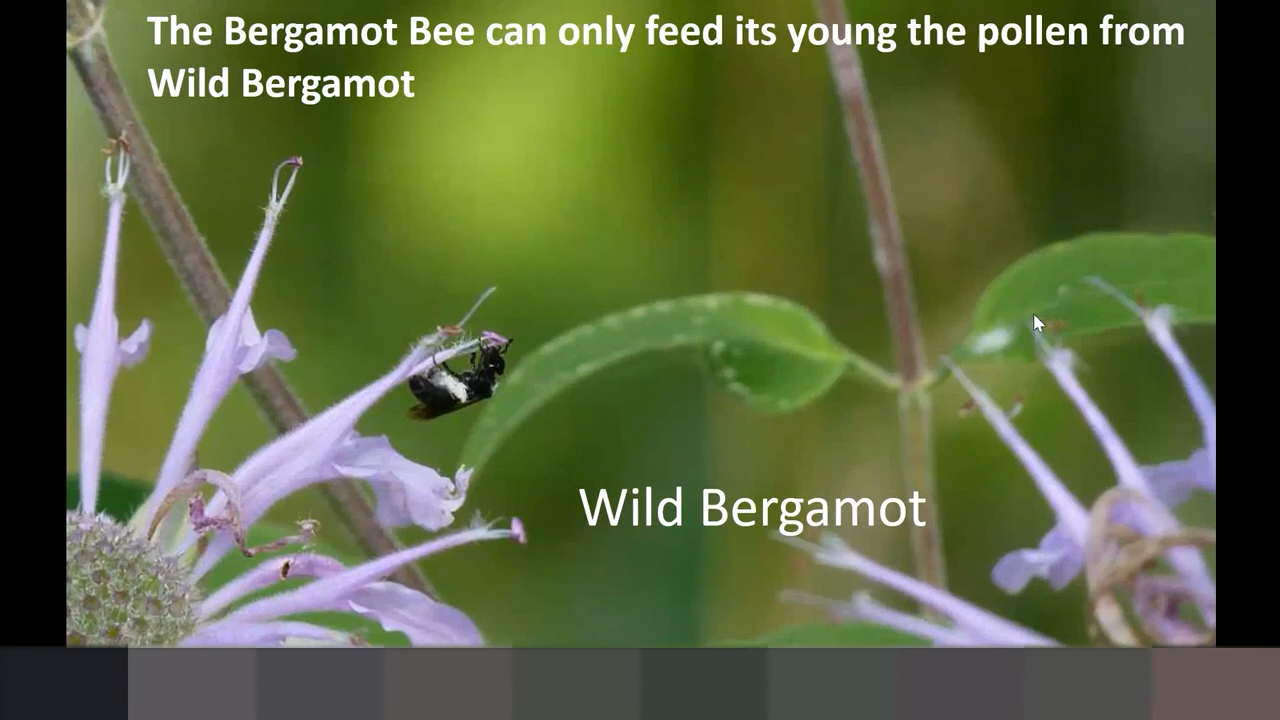 The Bergamot Bee can only feed its young the pollen from
Wild Bergamot
Wild Bergamot